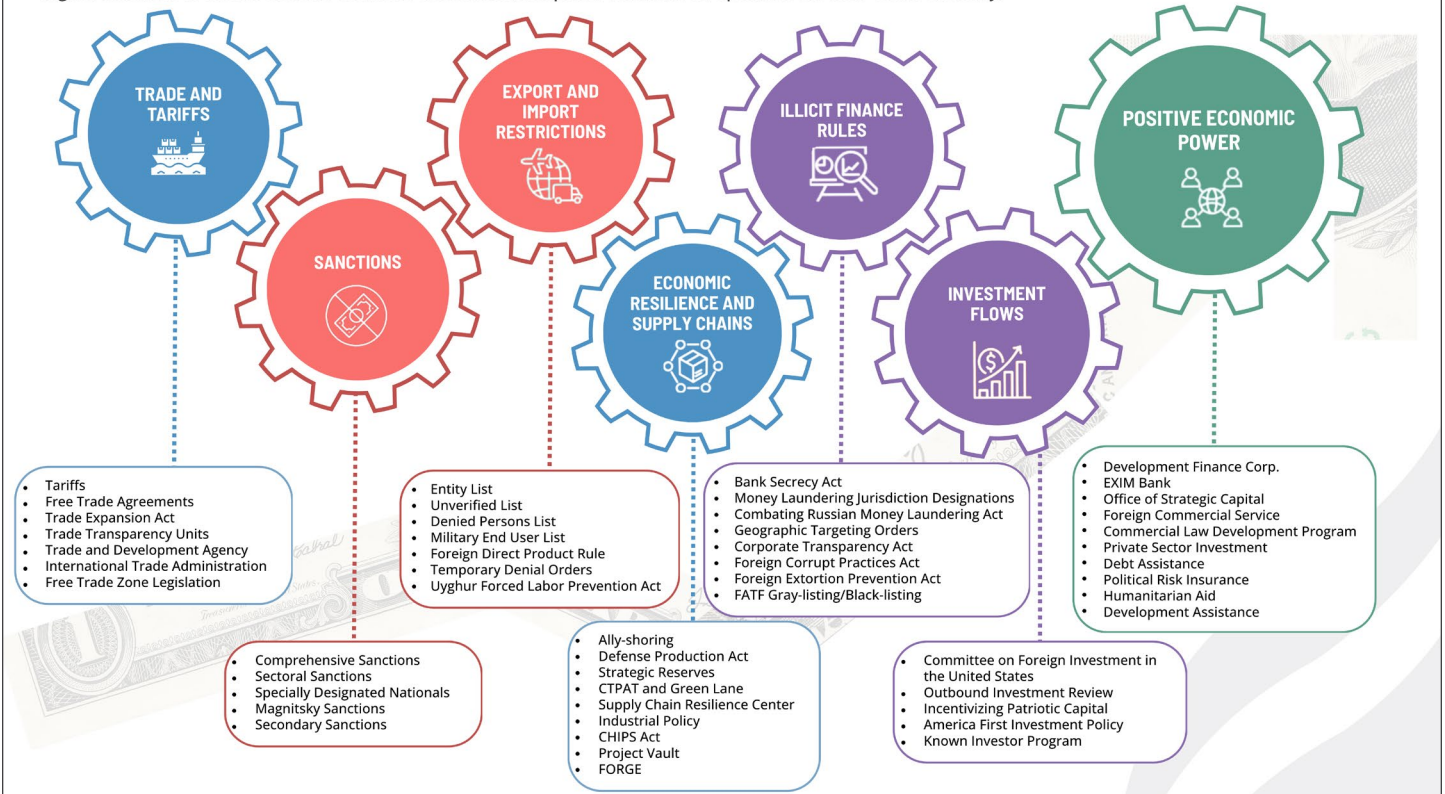 TRADE AND
TARIFFS
Tariffs
Free Trade Agreements
Trade Expansion Act
Trade Transparency Units
Trade and Development Agency
International Trade Administration
Free Trade Zone Legislation
SANCTIONS
Comprehensive Sanctions
Sectoral Sanctions
Specially Designated Nationals
Magnitsky Sanctions
Secondary Sanctions
EXPORT AND
IMPORT
RESTRICTIONS
Entity List
Unverified List
Denied Persons List
Military End User List
Foreign Direct Product Rule
Temporary Denial Orders
Uyghur Forced Labor Prevention Act
ECONOMIC
RESILIENCE AND
SUPPLY CHAINS
Ally-shoring
Defense Production Act
Strategic Reserves
CTPAT and Green Lane
Supply Chain Resilience Center
Industrial Policy
CHIPS Act
Project Vault
FORGE
ILLICIT FINANCE
RULES
Bank Secrecy Act
Money Laundering Jurisdiction Designations
Combating Russian Money Laundering Act
Geographic Targeting Orders
Corporate Transparency Act
Foreign Corrupt Practices Act
Foreign Extortion Prevention Act
FATF Gray-listing/Black-listing
INVESTMENT
FLOWS
Committee on Foreign Investment in
the United States
Outbound Investment Review
Incentivizing Patriotic Capital
America First Investment Policy
Known Investor Program
POSITIVE ECONOMIC
POWER
Development Finance Corp.
EXIM Bank
Office of Strategic Capital
Foreign Commercial Service
Commercial Law Development Program
Private Sector Investment
Debt Assistance
Political Risk Insurance
Humanitarian Aid
Development Assistance